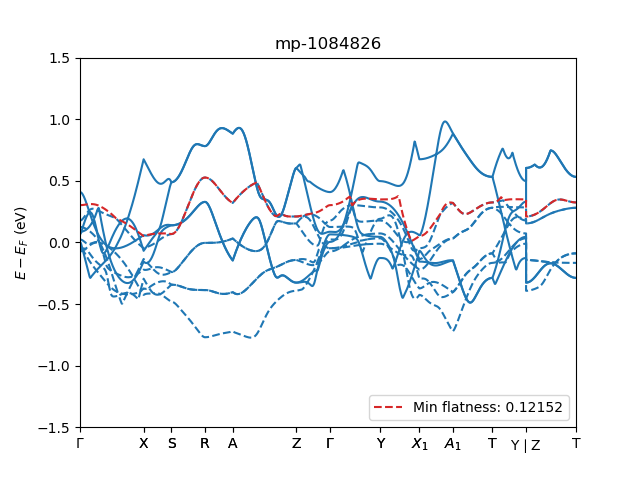 mp-1084826
E − E_F (eV)
1.5
1.0
0.5
0.0
−0.5
−1.0
−1.5
Min flatness: 0.12152
Γ X S R A Z Γ Y X₁ A₁ T Y | Z T